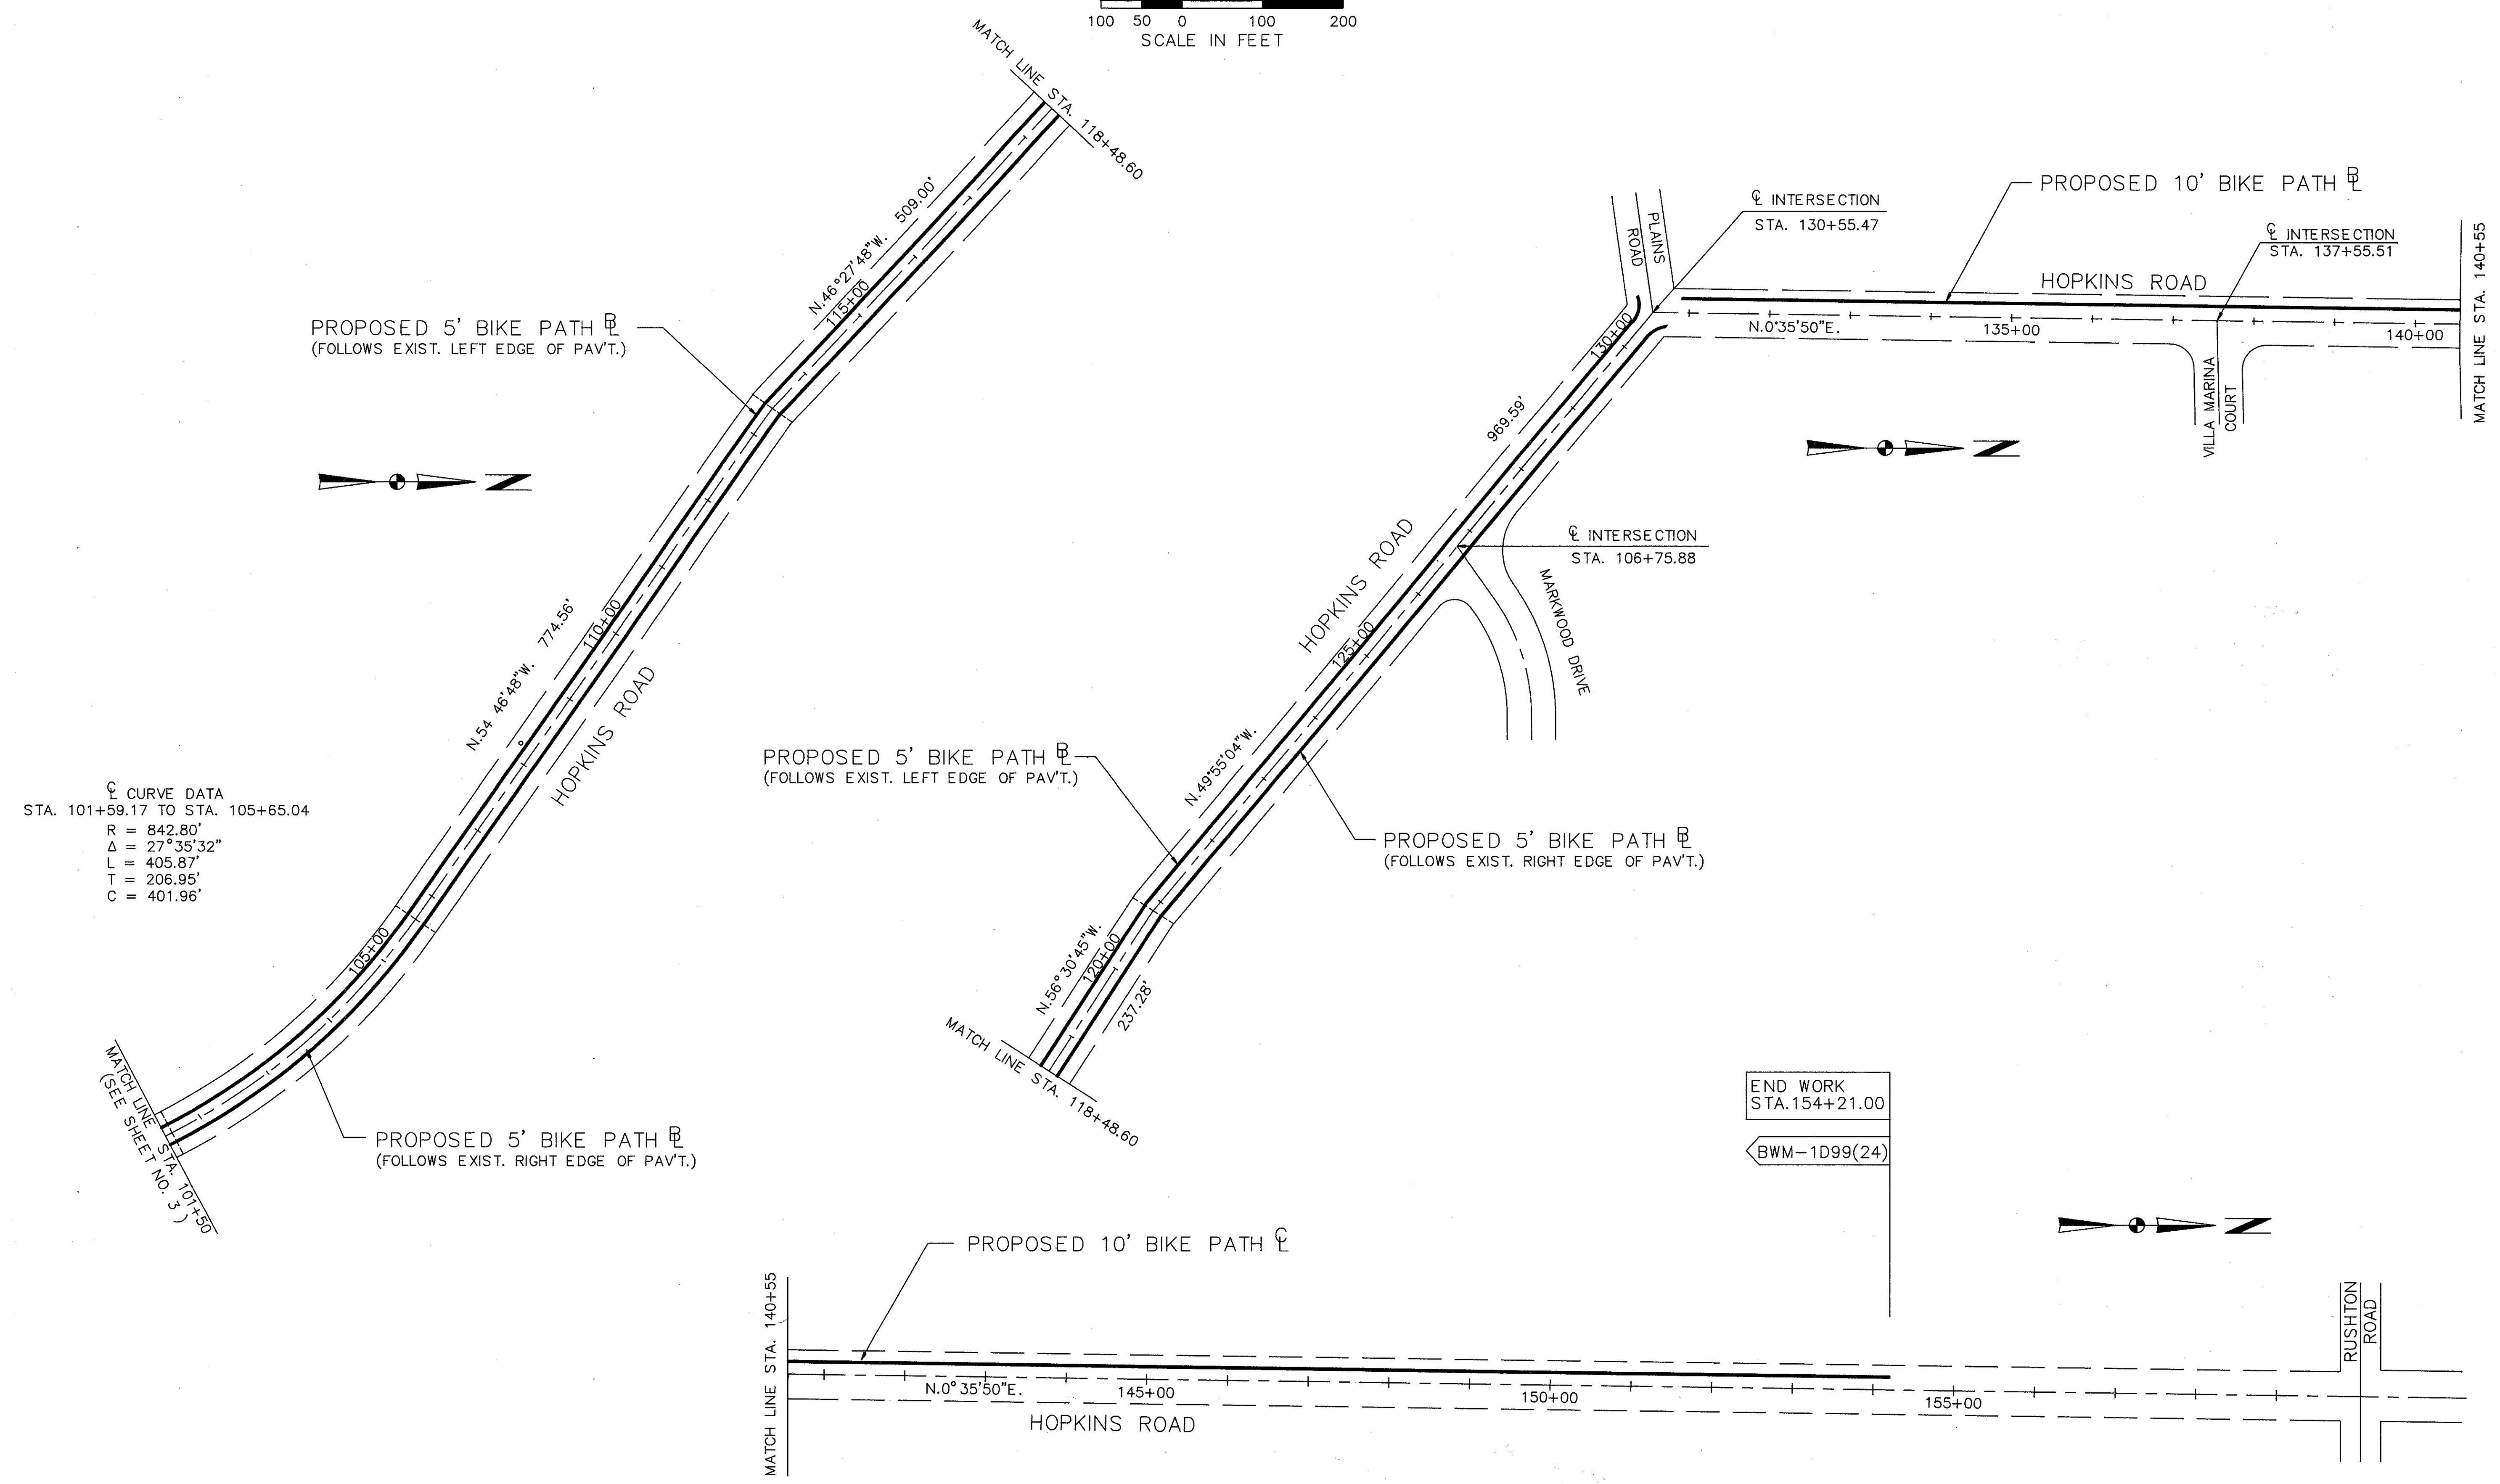 100 50 0 100 200
SCALE IN FEET
MATCH LINE STA. 118+48.60
509.00'
N.46°27'48"W.
115+00
PROPOSED 5' BIKE PATH ℄
(FOLLOWS EXIST. LEFT EDGE OF PAV'T.)
N
774.56'
N.54 46'48"W.
°
110+00
HOPKINS ROAD
℄ CURVE DATA
STA. 101+59.17 TO STA. 105+65.04
R = 842.80'
Δ = 27°35'32"
L = 405.87'
T = 206.95'
C = 401.96'
105+00
MATCH LINE STA. 101+50
(SEE SHEET NO. 3 )
PROPOSED 5' BIKE PATH ℄
(FOLLOWS EXIST. RIGHT EDGE OF PAV'T.)
PLAINS
ROAD
℄ INTERSECTION
STA. 130+55.47
PROPOSED 10' BIKE PATH ℄
℄ INTERSECTION
STA. 137+55.51
HOPKINS ROAD
N.0°35'50"E.
135+00
140+00
MATCH LINE STA. 140+55
VILLA MARINA
COURT
N
130+00
969.59'
HOPKINS ROAD
℄ INTERSECTION
STA. 106+75.88
MARKWOOD DRIVE
125+00
N.49°55'04"W.
PROPOSED 5' BIKE PATH ℄
(FOLLOWS EXIST. LEFT EDGE OF PAV'T.)
PROPOSED 5' BIKE PATH ℄
(FOLLOWS EXIST. RIGHT EDGE OF PAV'T.)
N.56°30'45"W.
120+00
237.28'
MATCH LINE STA. 118+48.60
END WORK
STA.154+21.00
BWM-1D99(24)
N
PROPOSED 10' BIKE PATH ℄
MATCH LINE STA. 140+55
N.0°35'50"E.
145+00
150+00
155+00
HOPKINS ROAD
RUSHTON
ROAD